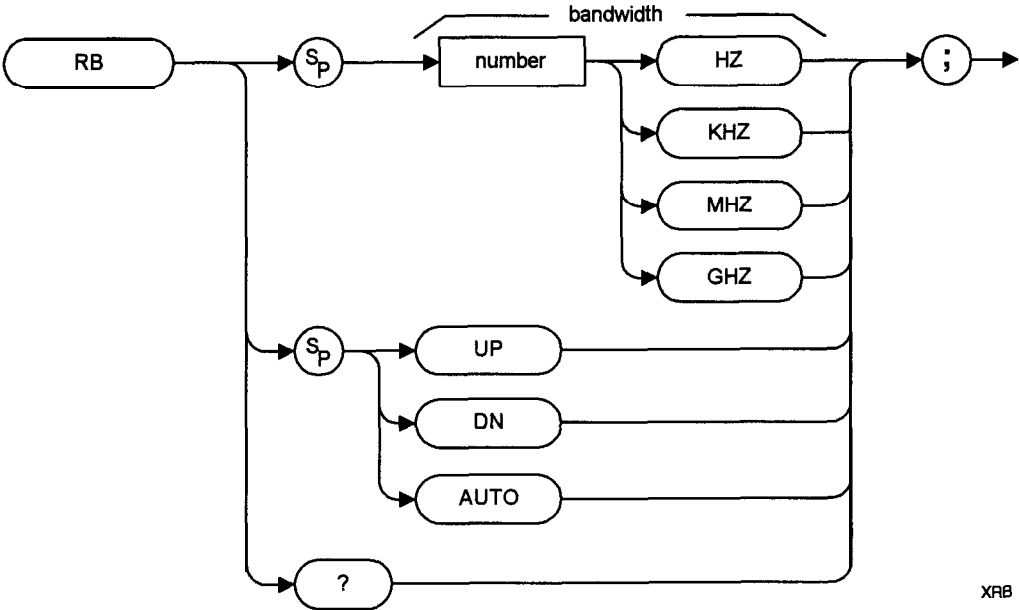 bandwidth
RB
SP
number
HZ
;
KHZ
MHZ
GHZ
SP
UP
DN
AUTO
?
XRB